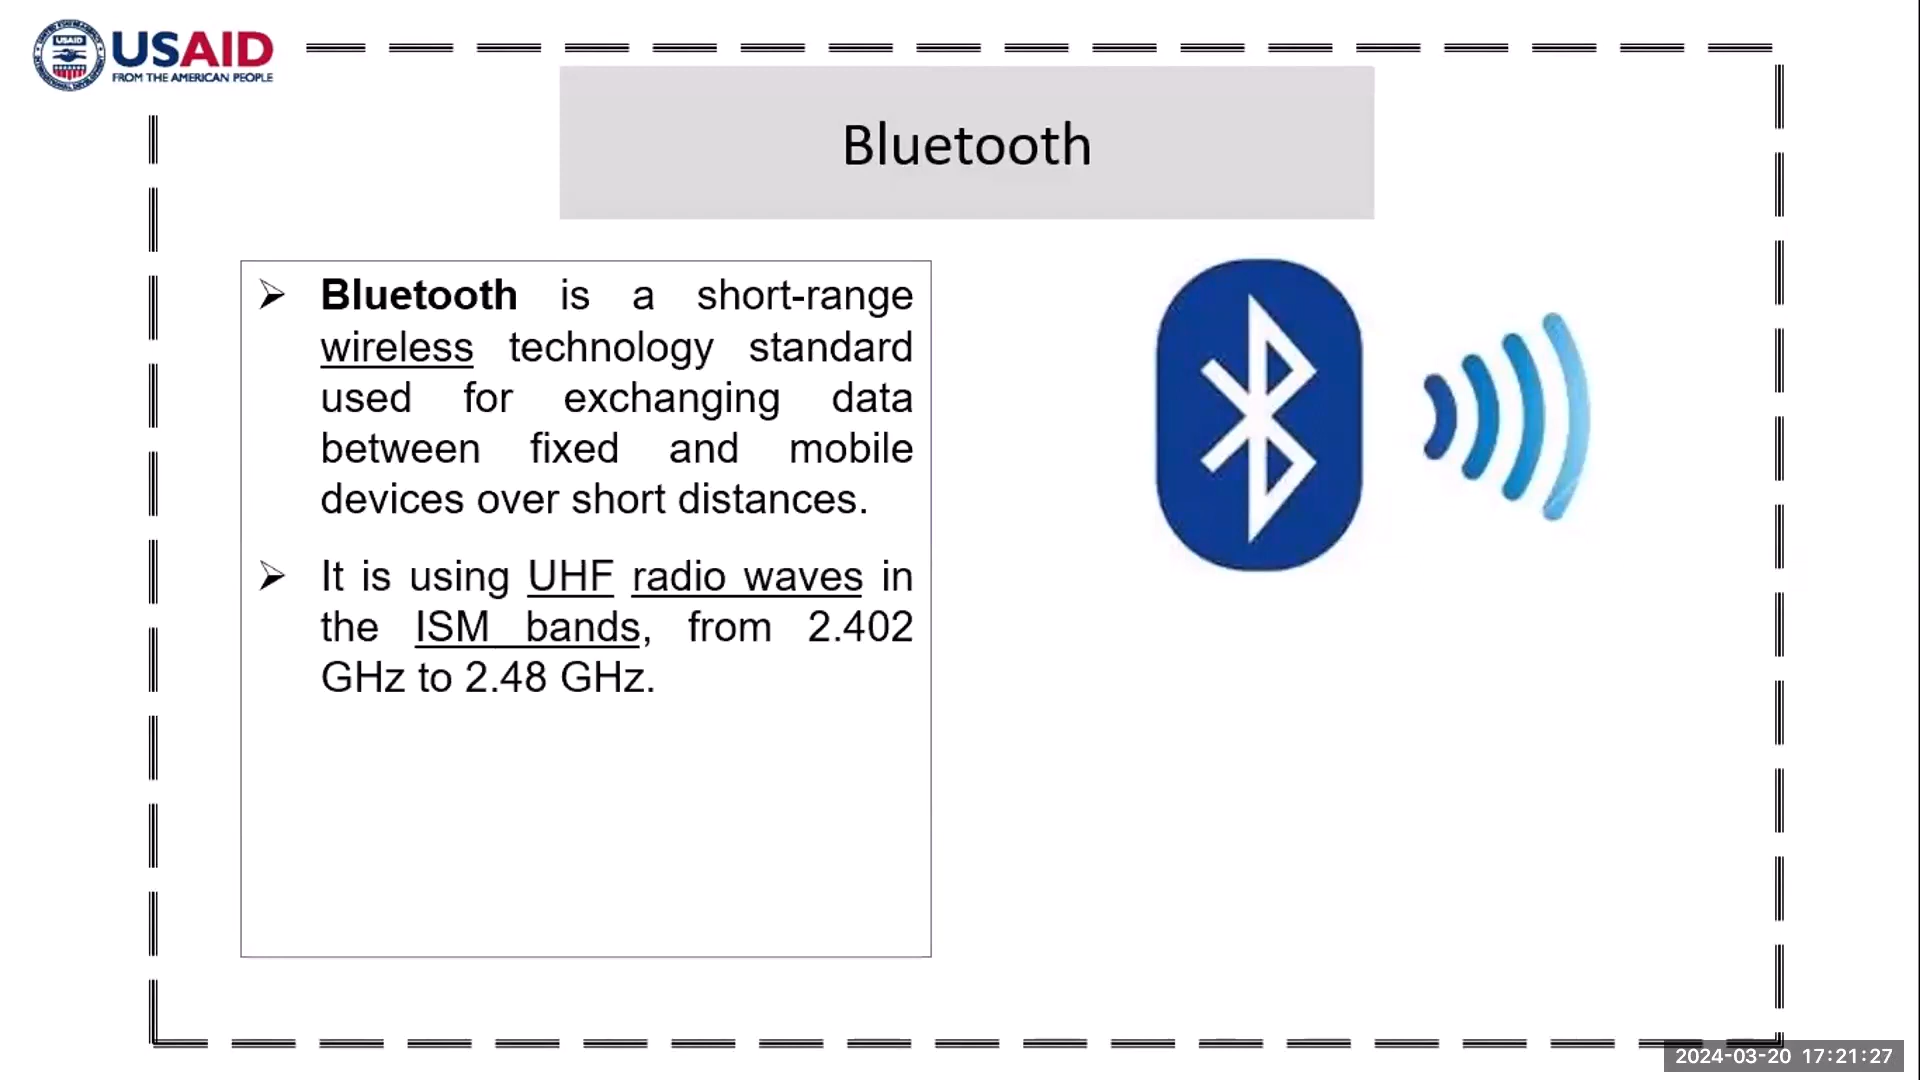 USAID
FROM THE AMERICAN PEOPLE
Bluetooth
➢ Bluetooth is a short-range
wireless technology standard
used for exchanging data
between fixed and mobile
devices over short distances.
➢ It is using UHF radio waves in
the ISM bands, from 2.402
GHz to 2.48 GHz.
2024-03-20 17:21:27